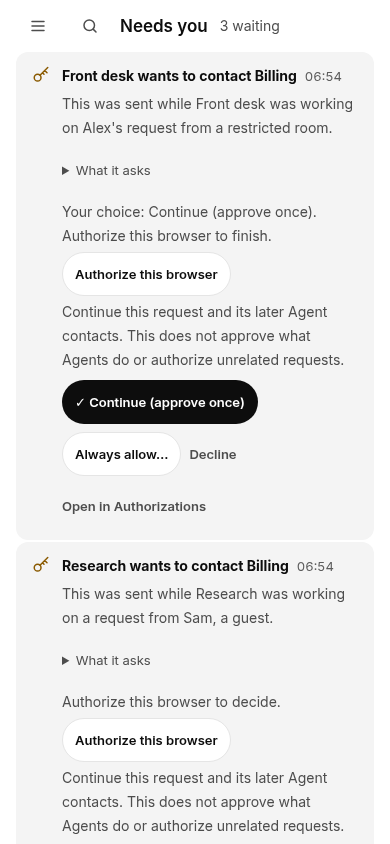 Needs you 3 waiting
Front desk wants to contact Billing 06:54
This was sent while Front desk was working
on Alex's request from a restricted room.
▶ What it asks
Your choice: Continue (approve once).
Authorize this browser to finish.
Authorize this browser
Continue this request and its later Agent
contacts. This does not approve what
Agents do or authorize unrelated requests.
✓ Continue (approve once)
Always allow... Decline
Open in Authorizations
Research wants to contact Billing 06:54
This was sent while Research was working
on a request from Sam, a guest.
▶ What it asks
Authorize this browser to decide.
Authorize this browser
Continue this request and its later Agent
contacts. This does not approve what
Agents do or authorize unrelated requests.